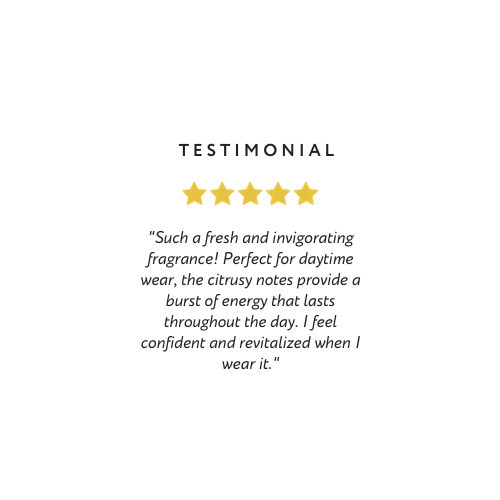 TESTIMONIAL
"Such a fresh and invigorating
fragrance! Perfect for daytime
wear, the citrusy notes provide a
burst of energy that lasts
throughout the day. I feel
confident and revitalized when I
wear it."